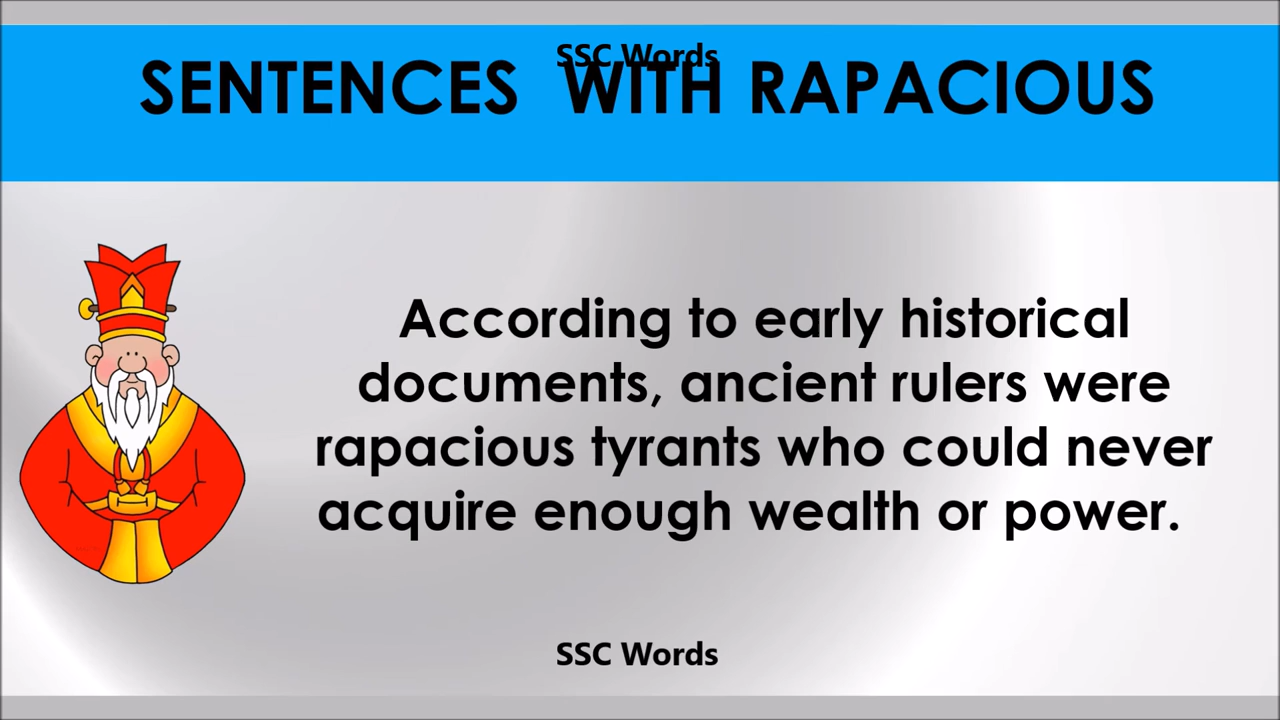 SSC Words
SENTENCES WITH RAPACIOUS
According to early historical
documents, ancient rulers were
rapacious tyrants who could never
acquire enough wealth or power.
SSC Words